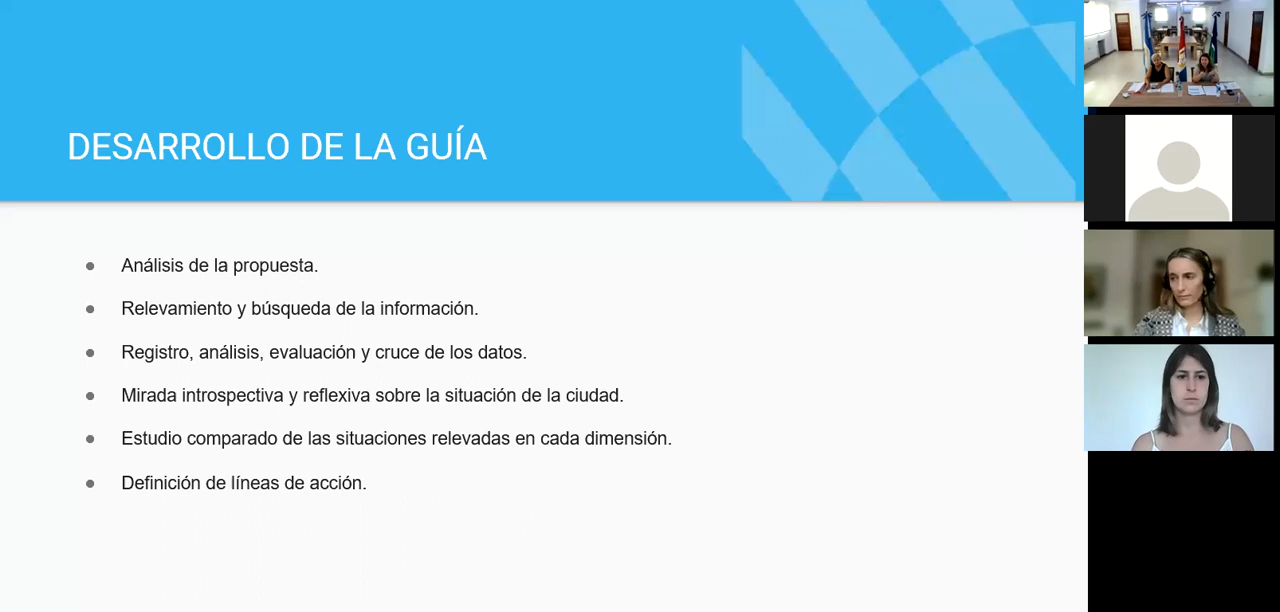 DESARROLLO DE LA GUÍA
Análisis de la propuesta.
Relevamiento y búsqueda de la información.
Registro, análisis, evaluación y cruce de los datos.
Mirada introspectiva y reflexiva sobre la situación de la ciudad.
Estudio comparado de las situaciones relevadas en cada dimensión.
Definición de líneas de acción.